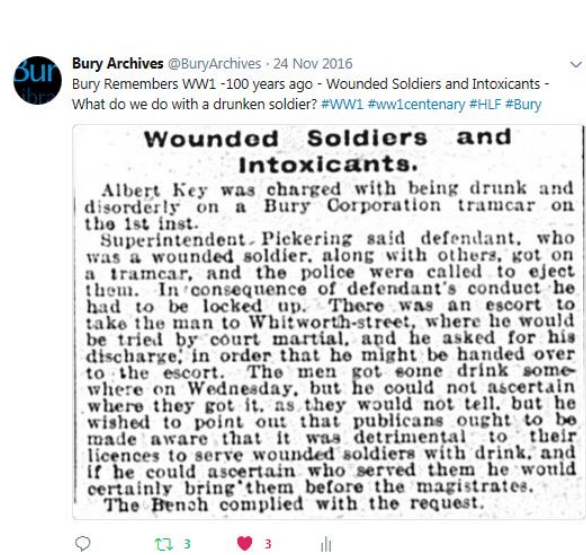 Bury Archives @BuryArchives · 24 Nov 2016
Bury Remembers WW1 -100 years ago - Wounded Soldiers and Intoxicants -
What do we do with a drunken soldier? #WW1 #ww1centenary #HLF #Bury
Bur
ibra
Wounded Soldiers and
Intoxicants.
Albert Key was charged with being drunk and
disorderly on a Bury Corporation tramcar on
the 1st inst.
Superintendent Pickering said defendant, who
was a wounded soldier, along with others, got on
a tramcar, and the police were called to eject
them. In consequence of defendant's conduct he
had to be locked up. There was an escort to
take the man to Whitworth-street, where he would
be tried by court martial, and he asked for his
discharge, in order that he might be handed over
to the escort. The men got some drink some-
where on Wednesday, but he could not ascertain
where they got it, as they would not tell, but he
wished to point out that publicans ought to be
made aware that it was detrimental to their
licences to serve wounded soldiers with drink, and
if he could ascertain who served them he would
certainly bring them before the magistrates.
The Bench complied with the request.
3
3